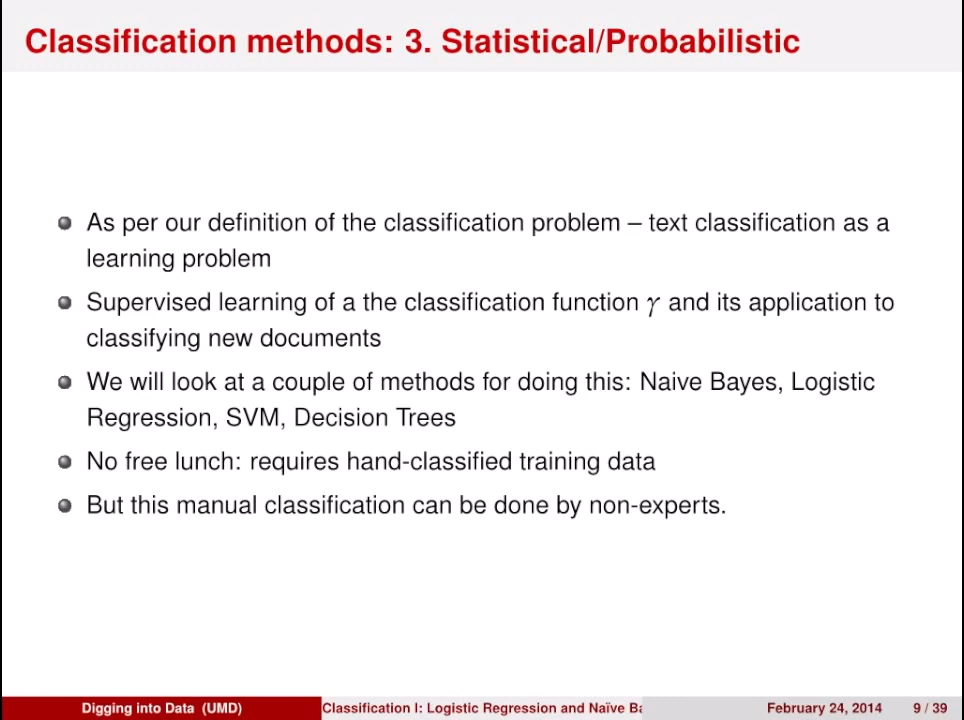 Classification methods: 3. Statistical/Probabilistic
As per our definition of the classification problem – text classification as a
learning problem
Supervised learning of a the classification function γ and its application to
classifying new documents
We will look at a couple of methods for doing this: Naive Bayes, Logistic
Regression, SVM, Decision Trees
No free lunch: requires hand-classified training data
But this manual classification can be done by non-experts.
Digging into Data (UMD) Classification I: Logistic Regression and Naïve Ba February 24, 2014 9 / 39